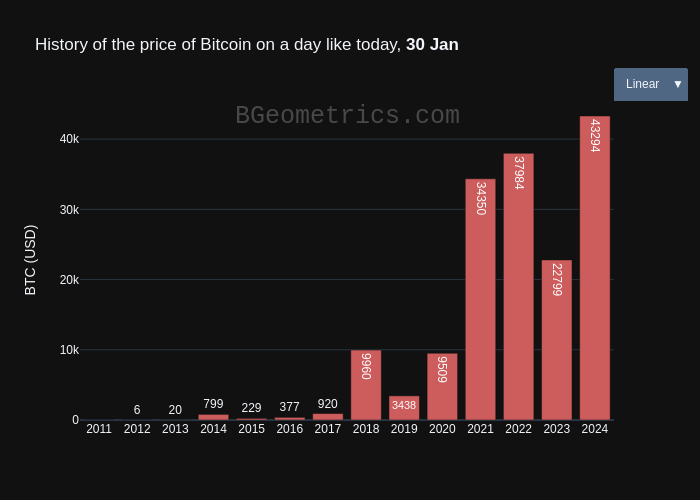 History of the price of Bitcoin on a day like today, 30 Jan
Linear ▼
BGeometrics.com
BTC (USD)
40k
30k
20k
10k
0
6
20
799
229
377
920
9960
3438
9509
34350
37984
22799
43294
2011 2012 2013 2014 2015 2016 2017 2018 2019 2020 2021 2022 2023 2024